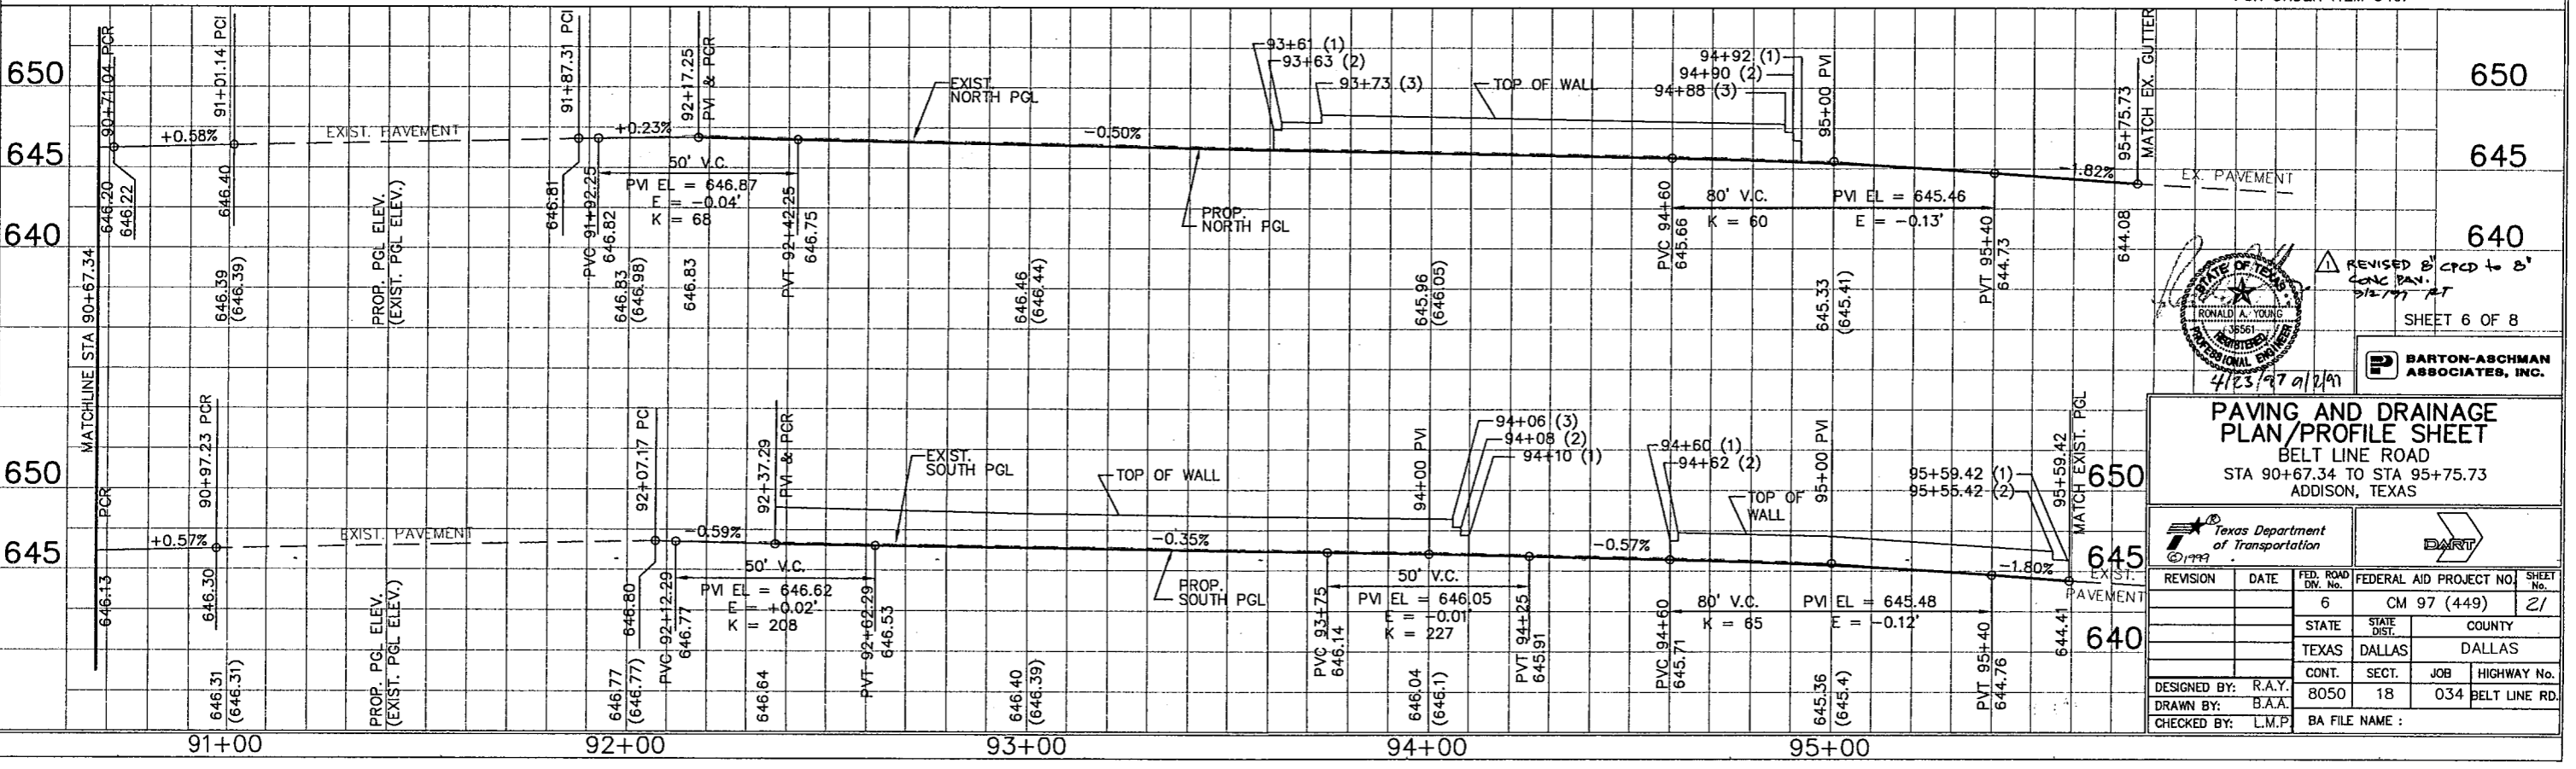 650
645
640
MATCHLINE STA 90+67.34
90+71.04 PCR
646.20
646.22
+0.58%
91+01.14 PCI
646.40
646.39
(646.39)
EXIST. PAVEMENT
PROP. PGL ELEV.
(EXIST. PGL ELEV.)
91+87.31 PCI
646.81
PVC 91+92.25
646.82
+0.23%
92+17.25
PVI & PCR
50' V.C.
PVI EL = 646.87
E = -0.04'
K = 68
646.83
(646.98)
646.83
PVT 92+42.25
646.75
EXIST.
NORTH PGL
-0.50%
646.46
(646.44)
PROP.
NORTH PGL
93+61 (1)
93+63 (2)
93+73 (3)
TOP OF WALL
94+92 (1)
94+90 (2)
94+88 (3)
645.96
(646.05)
PVC 94+60
645.66
80' V.C.
PVI EL = 645.46
K = 60
E = -0.13'
95+00 PVI
645.33
(645.41)
PVT 95+40
644.73
-1.82%
95+75.73
MATCH EX. GUTTER
644.08
EX. PAVEMENT
650
645
640
STATE OF TEXAS
RONALD A. YOUNG
36561
REGISTERED
PROFESSIONAL ENGINEER
4/23/97 9/2/97
1 REVISED 8" CPCD to 8"
CONC PAV.
SHEET 6 OF 8
BARTON-ASCHMAN
ASSOCIATES, INC.
650
645
PCR
646.13
+0.57%
90+97.23 PCR
646.30
646.31
(646.31)
EXIST. PAVEMENT
PROP. PGL ELEV.
(EXIST. PGL ELEV.)
92+07.17 PC
646.80
646.77
(646.77)
PVC 92+12.29
646.77
-0.59%
92+37.29
PVI & PCR
50' V.C.
PVI EL = 646.62
E = +0.02'
K = 208
646.64
PVT 92+62.29
646.53
EXIST.
SOUTH PGL
TOP OF WALL
646.40
(646.39)
-0.35%
PROP.
SOUTH PGL
PVC 93+75
646.14
94+00 PVI
50' V.C.
PVI EL = 646.05
E = -0.01'
K = 227
646.04
(646.1)
94+06 (3)
94+08 (2)
94+10 (1)
PVT 94+25
645.91
-0.57%
94+60 (1)
94+62 (2)
PVC 94+60
645.71
TOP OF
WALL
80' V.C.
PVI EL = 645.48
K = 65
E = -0.12'
95+00 PVI
645.36
(645.4)
95+59.42 (1)
95+55.42 (2)
PVT 95+40
644.76
-1.80%
95+59.42
MATCH EXIST. PGL
644.41
EXIST.
PAVEMENT
650
645
640
91+00
92+00
93+00
94+00
95+00
PAVING AND DRAINAGE
PLAN/PROFILE SHEET
BELT LINE ROAD
STA 90+67.34 TO STA 95+75.73
ADDISON, TEXAS
Texas Department
of Transportation
©1999
DART
REVISION DATE
FED. ROAD DIV. No. FEDERAL AID PROJECT NO. SHEET No.
6 CM 97 (449) 21
STATE STATE DIST. COUNTY
TEXAS DALLAS DALLAS
CONT. SECT. JOB HIGHWAY No.
8050 18 034 BELT LINE RD.
DESIGNED BY: R.A.Y.
DRAWN BY: B.A.A.
CHECKED BY: L.M.P.
BA FILE NAME :